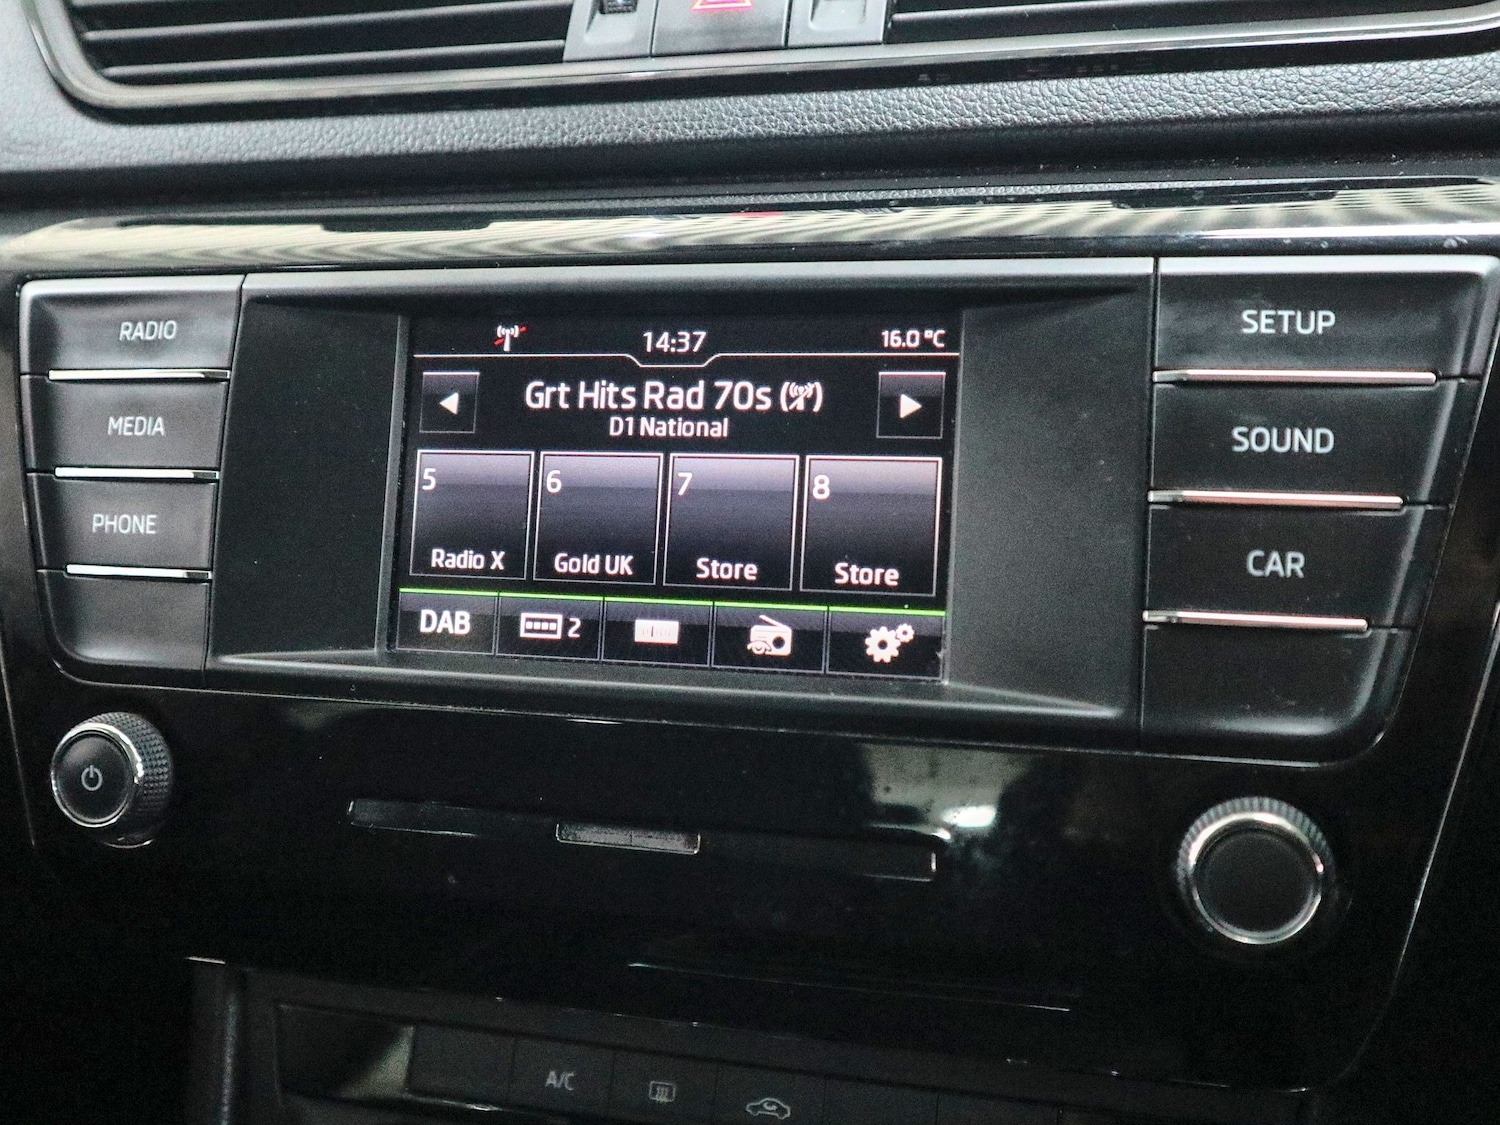 RADIO
MEDIA
PHONE
14:37
16.0 °C
Grt Hits Rad 70s
D1 National
5
6
7
8
Radio X
Gold UK
Store
Store
DAB
2
SETUP
SOUND
CAR
A/C